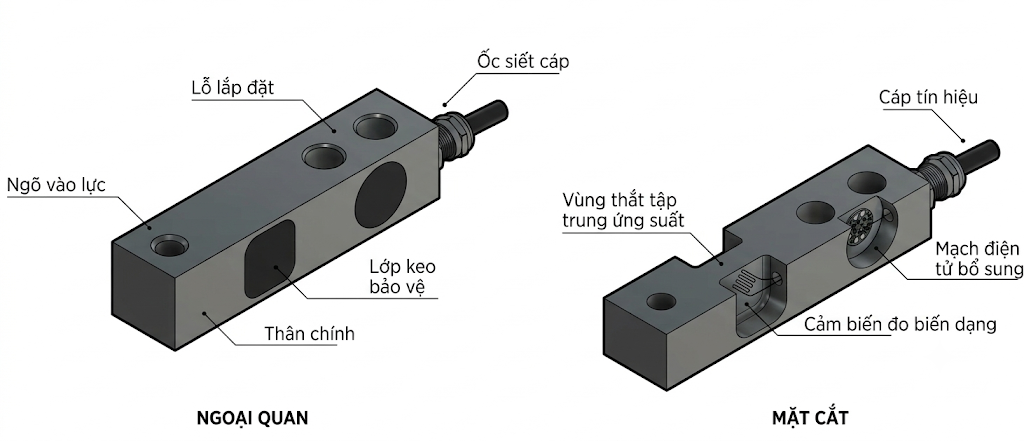 Ốc siết cáp
Lỗ lắp đặt
Ngõ vào lực
Lớp keo
bảo vệ
Thân chính
NGOẠI QUAN
Cáp tín hiệu
Vùng thắt tập
trung ứng suất
Mạch điện
tử bổ sung
Cảm biến đo biến dạng
MẶT CẮT